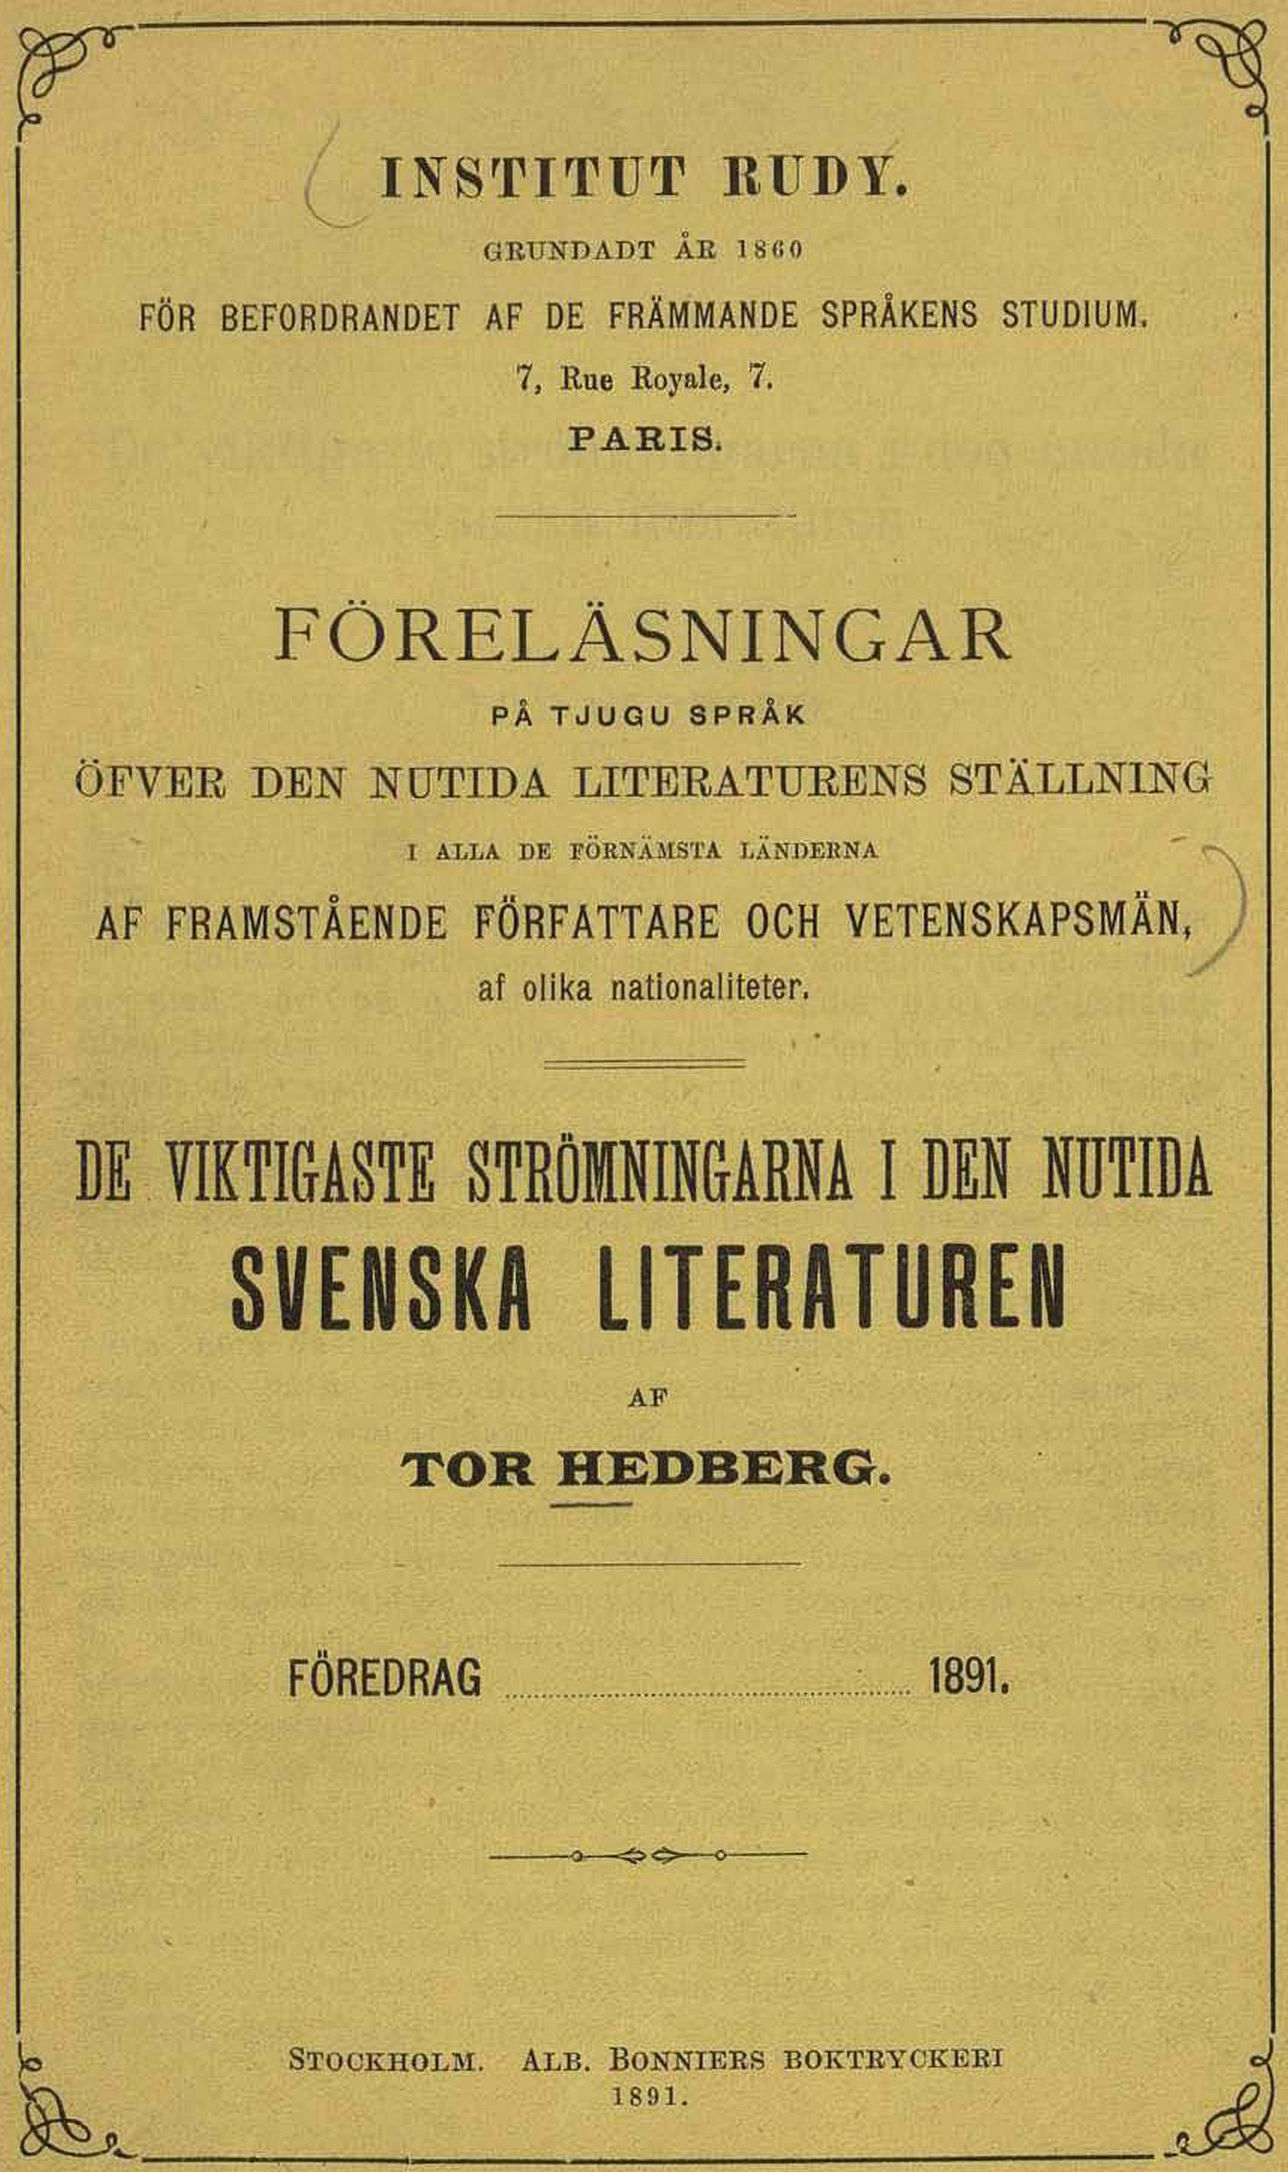 INSTITUT RUDY.
GRUNDADT ÅR 1860
FÖR BEFORDRANDET AF DE FRÄMMANDE SPRÅKENS STUDIUM.
7, Rue Royale, 7.
PARIS.
FÖRELÄSNINGAR
PÅ TJUGU SPRÅK
ÖFVER DEN NUTIDA LITERATURENS STÄLLNING
I ALLA DE FÖRNÄMSTA LÄNDERNA
AF FRAMSTÅENDE FÖRFATTARE OCH VETENSKAPSMÄN,
af olika nationaliteter.
DE VIKTIGASTE STRÖMNINGARNA I DEN NUTIDA
SVENSKA LITERATUREN
AF
TOR HEDBERG.
FÖREDRAG 1891.
STOCKHOLM. ALB. BONNIERS BOKTRYCKERI
1891.